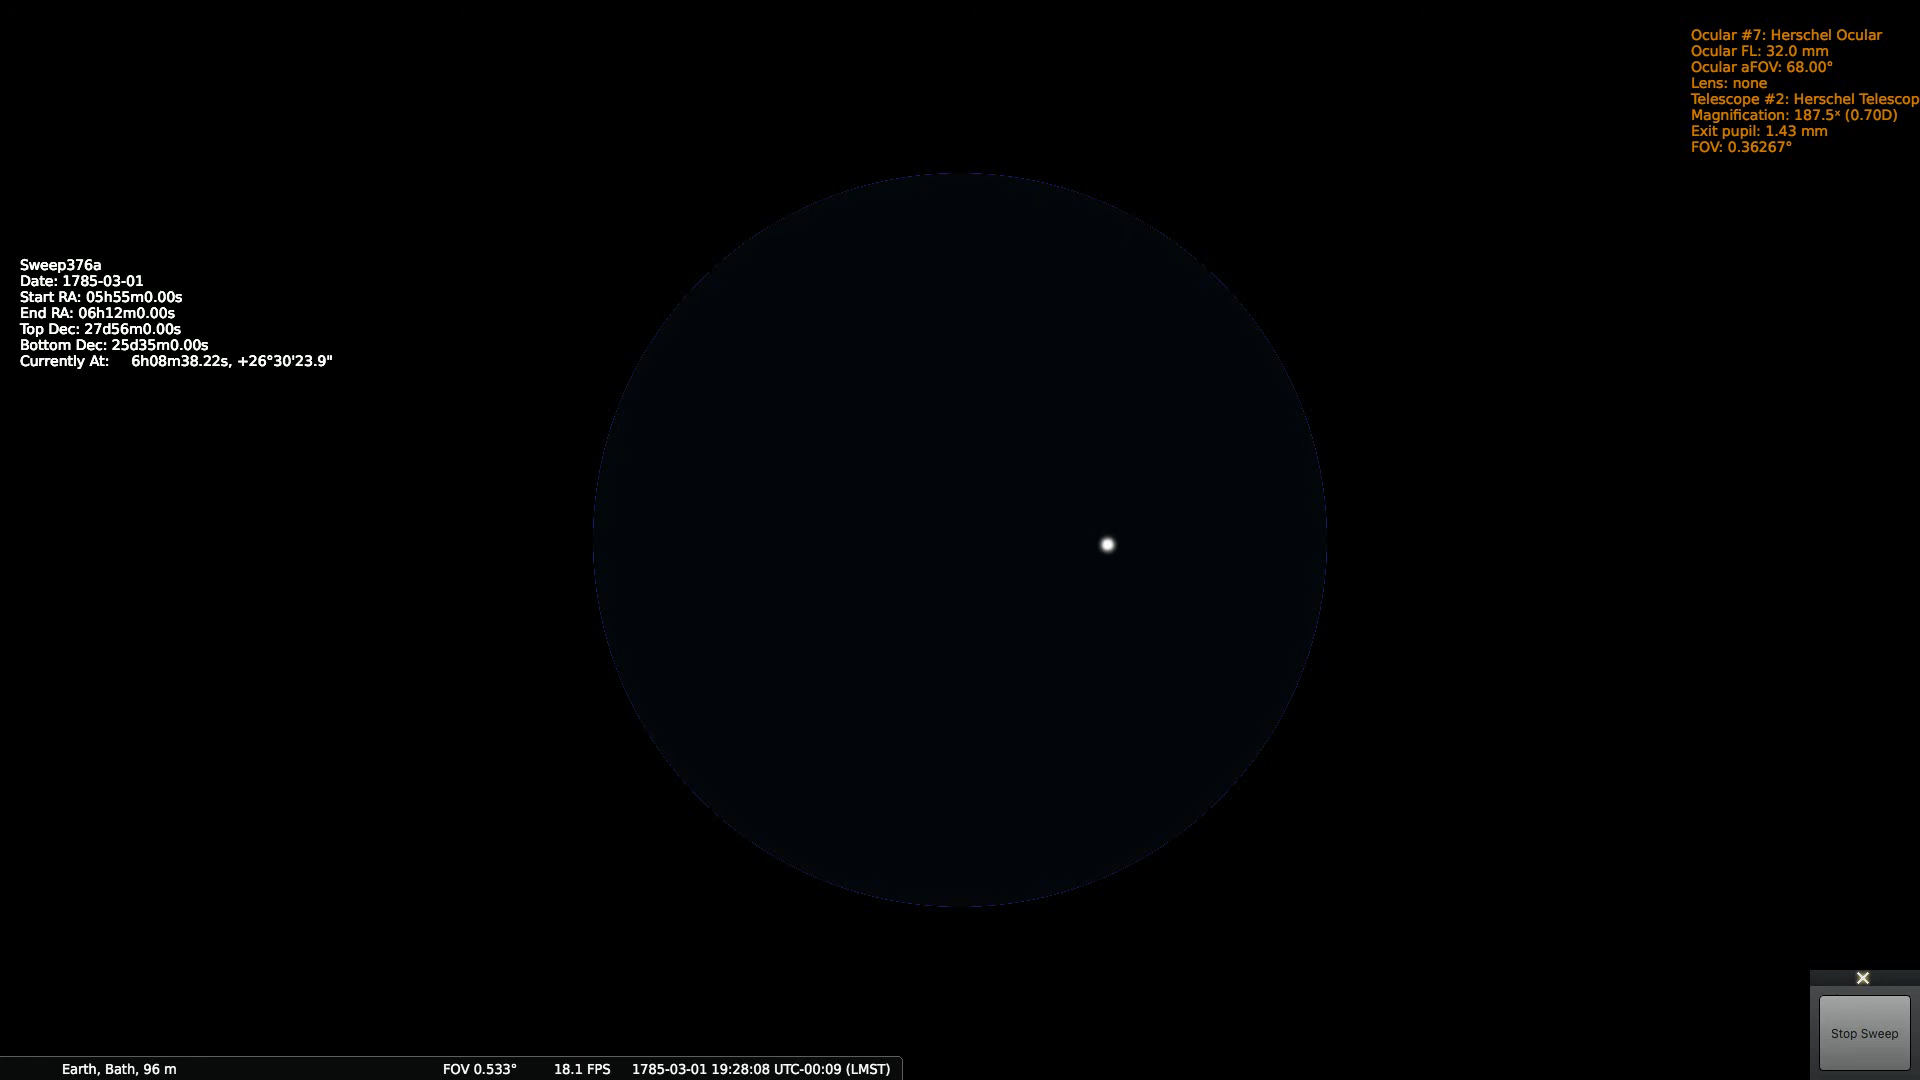 Ocular #7: Herschel Ocular
Ocular FL: 32.0 mm
Ocular aFOV: 68.00°
Lens: none
Telescope #2: Herschel Telescop
Magnification: 187.5ˣ (0.70D)
Exit pupil: 1.43 mm
FOV: 0.36267°
Sweep376a
Date: 1785-03-01
Start RA: 05h55m0.00s
End RA: 06h12m0.00s
Top Dec: 27d56m0.00s
Bottom Dec: 25d35m0.00s
Currently At: 6h08m38.22s, +26°30'23.9"
Stop Sweep
Earth, Bath, 96 m FOV 0.533° 18.1 FPS 1785-03-01 19:28:08 UTC-00:09 (LMST)